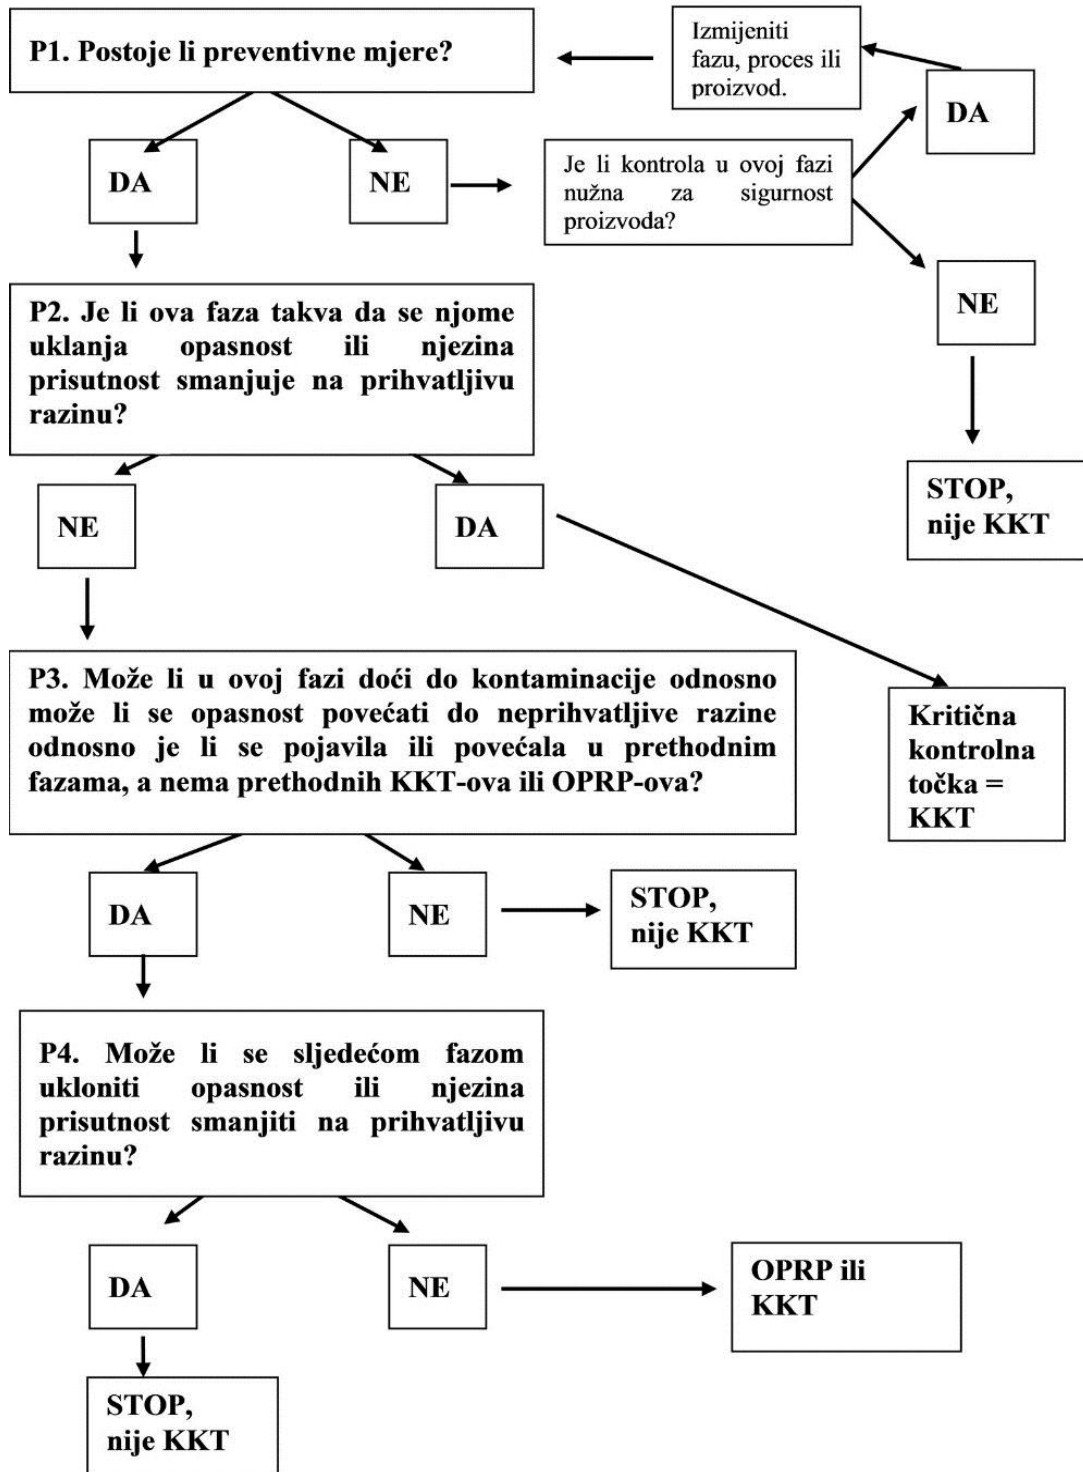 P1. Postoje li preventivne mjere?
Izmijeniti
fazu, proces ili
proizvod.
DA
DA
NE
Je li kontrola u ovoj fazi
nužna za sigurnost
proizvoda?
NE
P2. Je li ova faza takva da se njome
uklanja opasnost ili njezina
prisutnost smanjuje na prihvatljivu
razinu?
STOP,
nije KKT
NE
DA
P3. Može li u ovoj fazi doći do kontaminacije odnosno
može li se opasnost povećati do neprihvatljive razine
odnosno je li se pojavila ili povećala u prethodnim
fazama, a nema prethodnih KKT-ova ili OPRP-ova?
Kritična
kontrolna
točka =
KKT
DA
NE
STOP,
nije KKT
P4. Može li se sljedećom fazom
ukloniti opasnost ili njezina
prisutnost smanjiti na prihvatljivu
razinu?
DA
NE
OPRP ili
KKT
STOP,
nije KKT